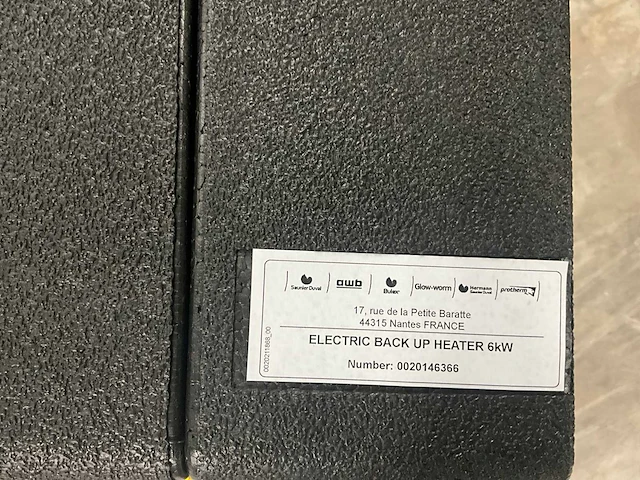 Saunier Duval awb Bulex Glow-worm Hermann Saunier Duval protherm
17, rue de la Petite Baratte
44315 Nantes FRANCE
ELECTRIC BACK UP HEATER 6kW
Number: 0020146366
0020211868_00